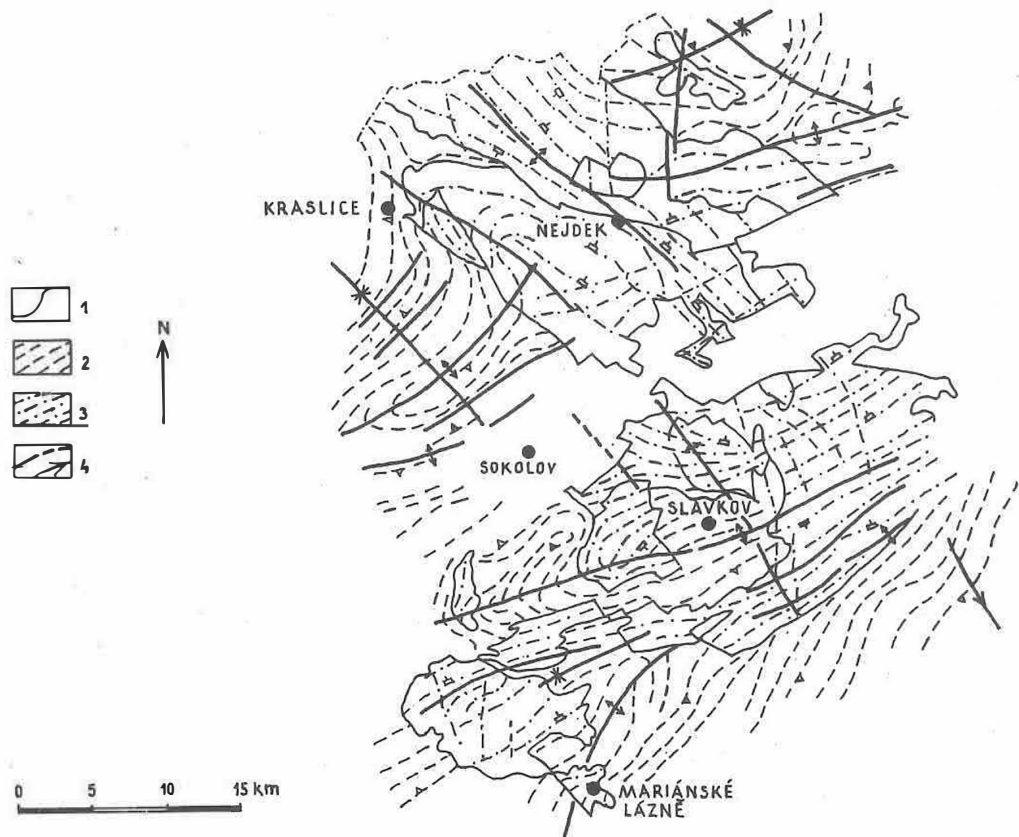 KRASLICE
NEJDEK
1
2
3
4
N
SOKOLOV
SLAVKOV
MARIÁNSKÉ
LÁZNĚ
0 5 10 15 km